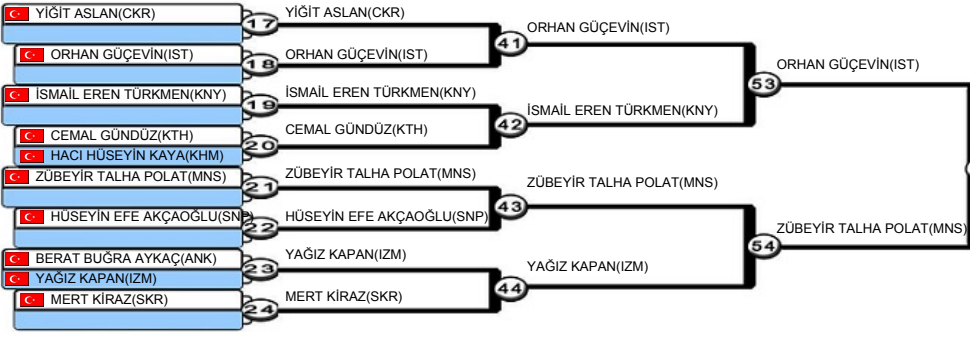 YİĞİT ASLAN(CKR)
17
YİĞİT ASLAN(CKR)
ORHAN GÜÇEVİN(IST)
18
ORHAN GÜÇEVİN(IST)
41
ORHAN GÜÇEVİN(IST)
İSMAİL EREN TÜRKMEN(KNY)
19
İSMAİL EREN TÜRKMEN(KNY)
CEMAL GÜNDÜZ(KTH)
HACI HÜSEYİN KAYA(KHM)
20
CEMAL GÜNDÜZ(KTH)
42
İSMAİL EREN TÜRKMEN(KNY)
53
ORHAN GÜÇEVİN(IST)
ZÜBEYİR TALHA POLAT(MNS)
21
ZÜBEYİR TALHA POLAT(MNS)
HÜSEYİN EFE AKÇAOĞLU(SNP)
22
HÜSEYİN EFE AKÇAOĞLU(SNP)
43
ZÜBEYİR TALHA POLAT(MNS)
BERAT BUĞRA AYKAÇ(ANK)
YAĞIZ KAPAN(IZM)
23
YAĞIZ KAPAN(IZM)
MERT KİRAZ(SKR)
24
MERT KİRAZ(SKR)
44
YAĞIZ KAPAN(IZM)
54
ZÜBEYİR TALHA POLAT(MNS)